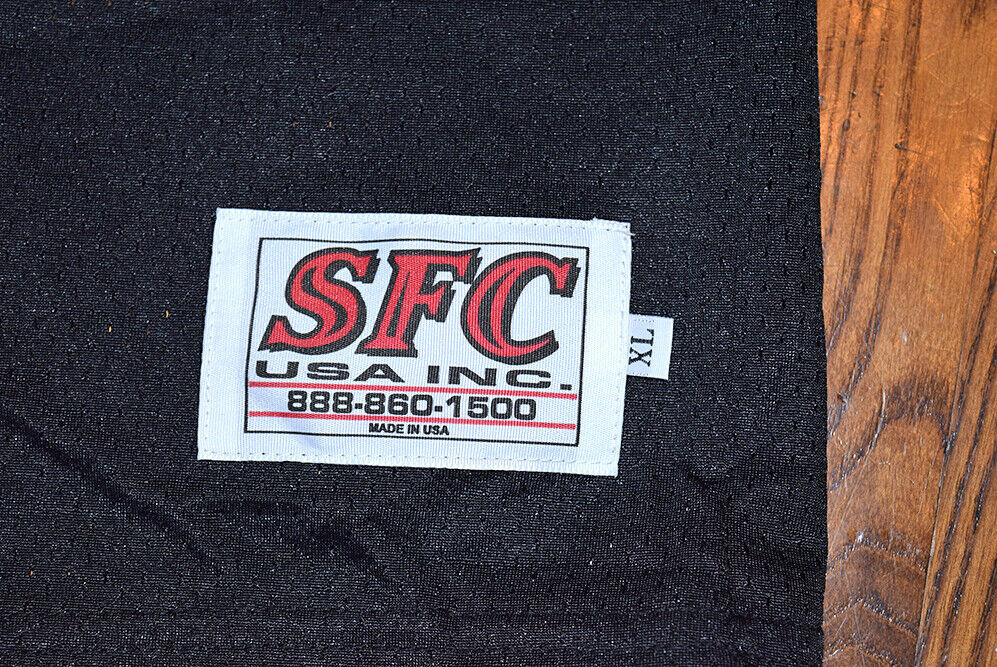 SFC
USA INC.
888-860-1500
MADE IN USA
XL